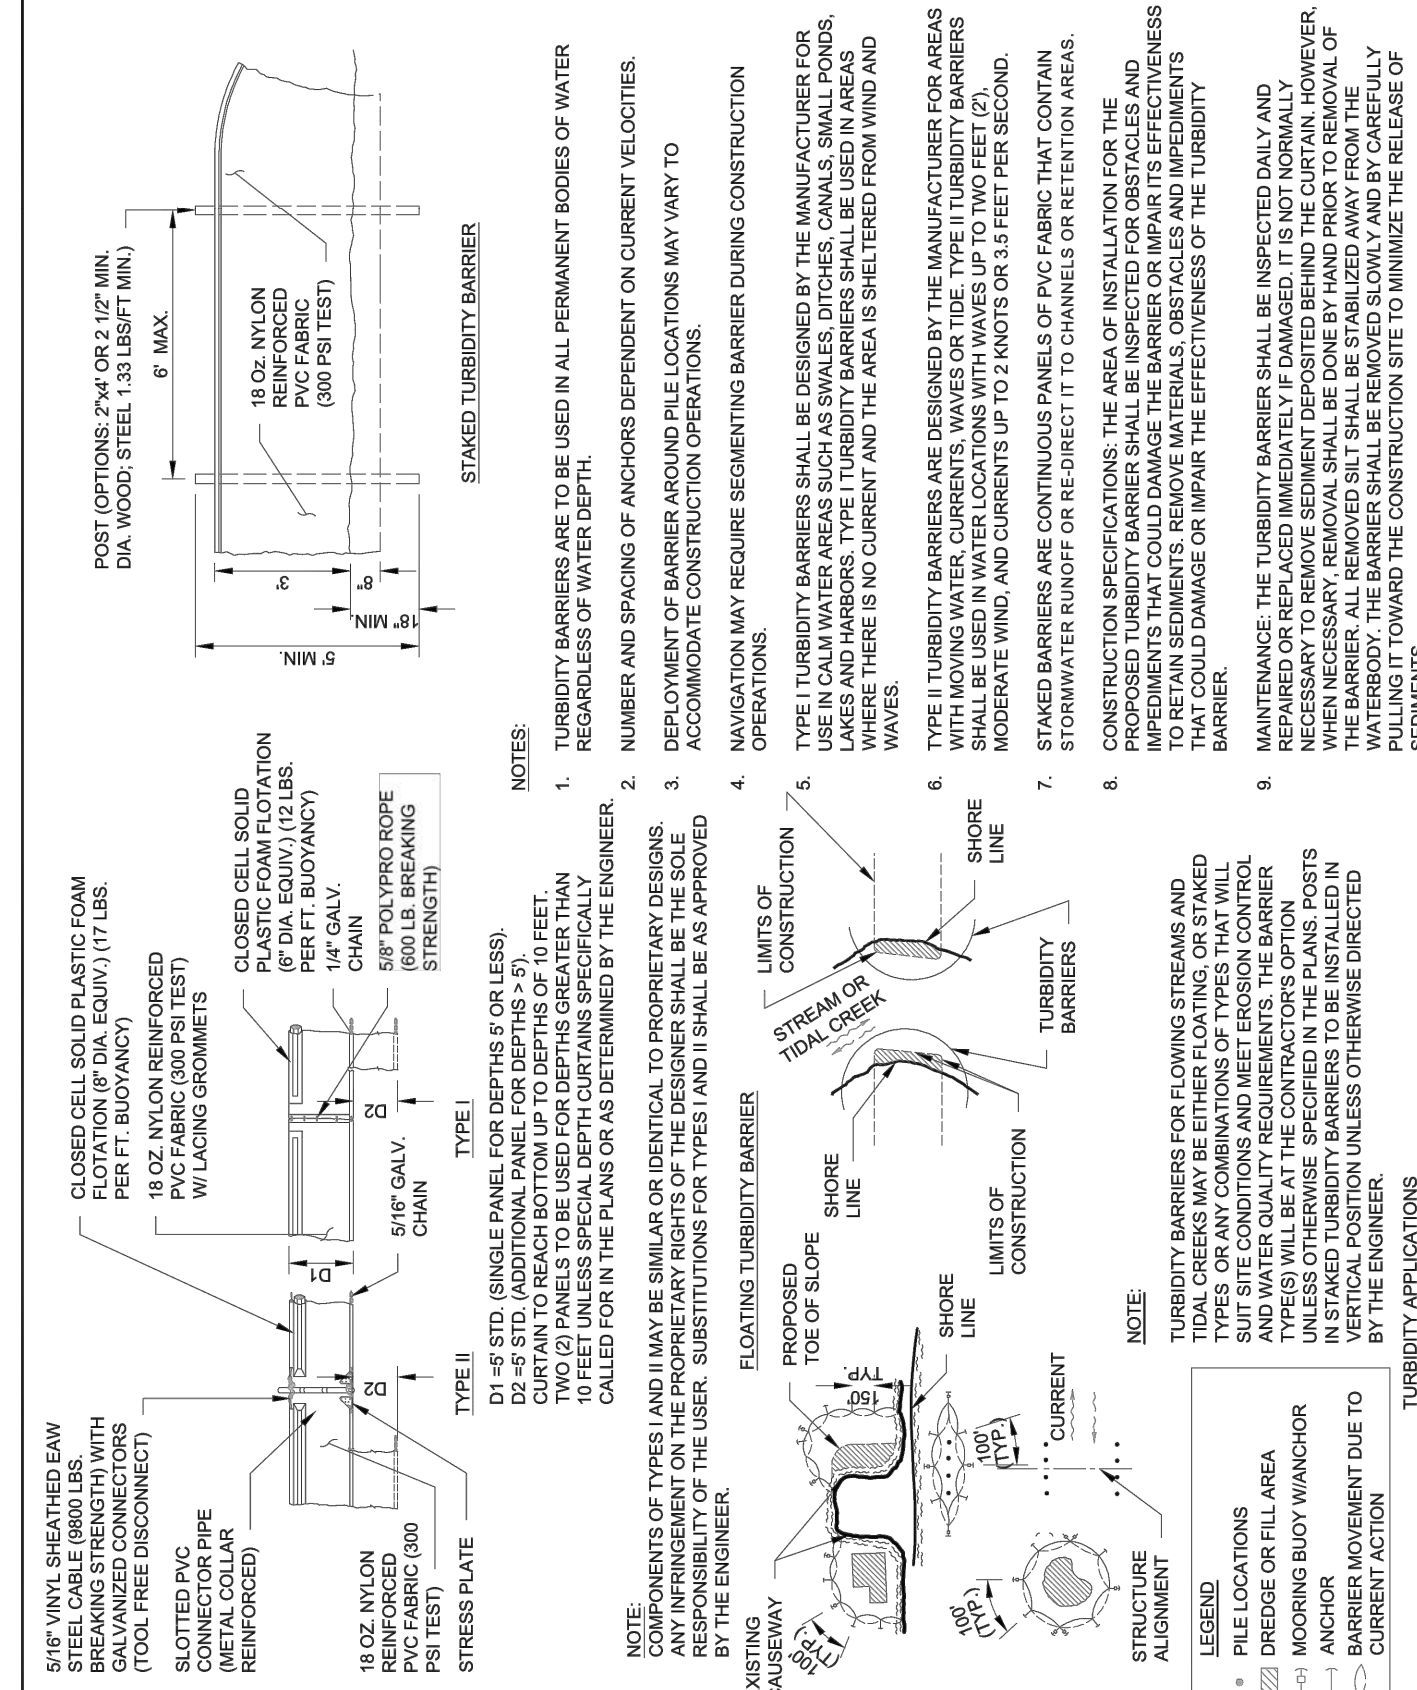 5/16" VINYL SHEATHED EAW
STEEL CABLE (9800 LBS.
BREAKING STRENGTH) WITH
GALVANIZED CONNECTORS
(TOOL FREE DISCONNECT)
SLOTTED PVC
CONNECTOR PIPE
(METAL COLLAR
REINFORCED)
18 OZ. NYLON
REINFORCED
PVC FABRIC (300
PSI TEST)
STRESS PLATE
D2
TYPE II
CLOSED CELL SOLID PLASTIC FOAM
FLOTATION (8" DIA. EQUIV.) (17 LBS.
PER FT. BUOYANCY)
18 OZ. NYLON REINFORCED
PVC FABRIC (300 PSI TEST)
W/ LACING GROMMETS
D1
5/16" GALV.
CHAIN
D2
TYPE I
CLOSED CELL SOLID
PLASTIC FOAM FLOTATION
(6" DIA. EQUIV.) (12 LBS.
PER FT. BUOYANCY)
1/4" GALV.
CHAIN
5/8" POLYPRO ROPE
(600 LB. BREAKING
STRENGTH)
D1 =5' STD. (SINGLE PANEL FOR DEPTHS 5' OR LESS).
D2 =5' STD. (ADDITIONAL PANEL FOR DEPTHS > 5').
CURTAIN TO REACH BOTTOM UP TO DEPTHS OF 10 FEET.
TWO (2) PANELS TO BE USED FOR DEPTHS GREATER THAN
10 FEET UNLESS SPECIAL DEPTH CURTAINS SPECIFICALLY
CALLED FOR IN THE PLANS OR AS DETERMINED BY THE ENGINEER.
NOTE:
COMPONENTS OF TYPES I AND II MAY BE SIMILAR OR IDENTICAL TO PROPRIETARY DESIGNS.
ANY INFRINGEMENT ON THE PROPRIETARY RIGHTS OF THE DESIGNER SHALL BE THE SOLE
RESPONSIBILITY OF THE USER. SUBSTITUTIONS FOR TYPES I AND II SHALL BE AS APPROVED
BY THE ENGINEER.
FLOATING TURBIDITY BARRIER
XISTING
AUSEWAY
100'
(TYP.)
PROPOSED
TOE OF SLOPE
150'
TYP.
SHORE
LINE
100'
(TYP.)
100'
(TYP.)
CURRENT
STRUCTURE
ALIGNMENT
SHORE
LINE
LIMITS OF
CONSTRUCTION
STREAM OR
TIDAL CREEK
LIMITS OF
CONSTRUCTION
SHORE
LINE
TURBIDITY
BARRIERS
LEGEND
PILE LOCATIONS
DREDGE OR FILL AREA
MOORING BUOY W/ANCHOR
ANCHOR
BARRIER MOVEMENT DUE TO
CURRENT ACTION
NOTE:
TURBIDITY BARRIERS FOR FLOWING STREAMS AND
TIDAL CREEKS MAY BE EITHER FLOATING, OR STAKED
TYPES OR ANY COMBINATIONS OF TYPES THAT WILL
SUIT SITE CONDITIONS AND MEET EROSION CONTROL
AND WATER QUALITY REQUIREMENTS. THE BARRIER
TYPE(S) WILL BE AT THE CONTRACTOR'S OPTION
UNLESS OTHERWISE SPECIFIED IN THE PLANS. POSTS
IN STAKED TURBIDITY BARRIERS TO BE INSTALLED IN
VERTICAL POSITION UNLESS OTHERWISE DIRECTED
BY THE ENGINEER.
TURBIDITY APPLICATIONS
POST (OPTIONS: 2"x4' OR 2 1/2" MIN.
DIA. WOOD; STEEL 1.33 LBS/FT MIN.)
6' MAX.
18 Oz. NYLON
REINFORCED
PVC FABRIC
(300 PSI TEST)
5' MIN.
3'
8"
18" MIN.
STAKED TURBIDITY BARRIER
NOTES:
1. TURBIDITY BARRIERS ARE TO BE USED IN ALL PERMANENT BODIES OF WATER
REGARDLESS OF WATER DEPTH.
2. NUMBER AND SPACING OF ANCHORS DEPENDENT ON CURRENT VELOCITIES.
3. DEPLOYMENT OF BARRIER AROUND PILE LOCATIONS MAY VARY TO
ACCOMMODATE CONSTRUCTION OPERATIONS.
4. NAVIGATION MAY REQUIRE SEGMENTING BARRIER DURING CONSTRUCTION
OPERATIONS.
5. TYPE I TURBIDITY BARRIERS SHALL BE DESIGNED BY THE MANUFACTURER FOR
USE IN CALM WATER AREAS SUCH AS SWALES, DITCHES, CANALS, SMALL PONDS,
LAKES AND HARBORS. TYPE I TURBIDITY BARRIERS SHALL BE USED IN AREAS
WHERE THERE IS NO CURRENT AND THE AREA IS SHELTERED FROM WIND AND
WAVES.
6. TYPE II TURBIDITY BARRIERS ARE DESIGNED BY THE MANUFACTURER FOR AREAS
WITH MOVING WATER, CURRENTS, WAVES OR TIDE. TYPE II TURBIDITY BARRIERS
SHALL BE USED IN WATER LOCATIONS WITH WAVES UP TO TWO FEET (2'),
MODERATE WIND, AND CURRENTS UP TO 2 KNOTS OR 3.5 FEET PER SECOND.
7. STAKED BARRIERS ARE CONTINUOUS PANELS OF PVC FABRIC THAT CONTAIN
STORMWATER RUNOFF OR RE-DIRECT IT TO CHANNELS OR RETENTION AREAS.
8. CONSTRUCTION SPECIFICATIONS: THE AREA OF INSTALLATION FOR THE
PROPOSED TURBIDITY BARRIER SHALL BE INSPECTED FOR OBSTACLES AND
IMPEDIMENTS THAT COULD DAMAGE THE BARRIER OR IMPAIR ITS EFFECTIVENESS
TO RETAIN SEDIMENTS. REMOVE MATERIALS, OBSTACLES AND IMPEDIMENTS
THAT COULD DAMAGE OR IMPAIR THE EFFECTIVENESS OF THE TURBIDITY
BARRIER.
9. MAINTENANCE: THE TURBIDITY BARRIER SHALL BE INSPECTED DAILY AND
REPAIRED OR REPLACED IMMEDIATELY IF DAMAGED. IT IS NOT NORMALLY
NECESSARY TO REMOVE SEDIMENT DEPOSITED BEHIND THE CURTAIN. HOWEVER,
WHEN NECESSARY, REMOVAL SHALL BE DONE BY HAND PRIOR TO REMOVAL OF
THE BARRIER. ALL REMOVED SILT SHALL BE STABILIZED AWAY FROM THE
WATERBODY. THE BARRIER SHALL BE REMOVED SLOWLY AND BY CAREFULLY
PULLING IT TOWARD THE CONSTRUCTION SITE TO MINIMIZE THE RELEASE OF
SEDIMENTS